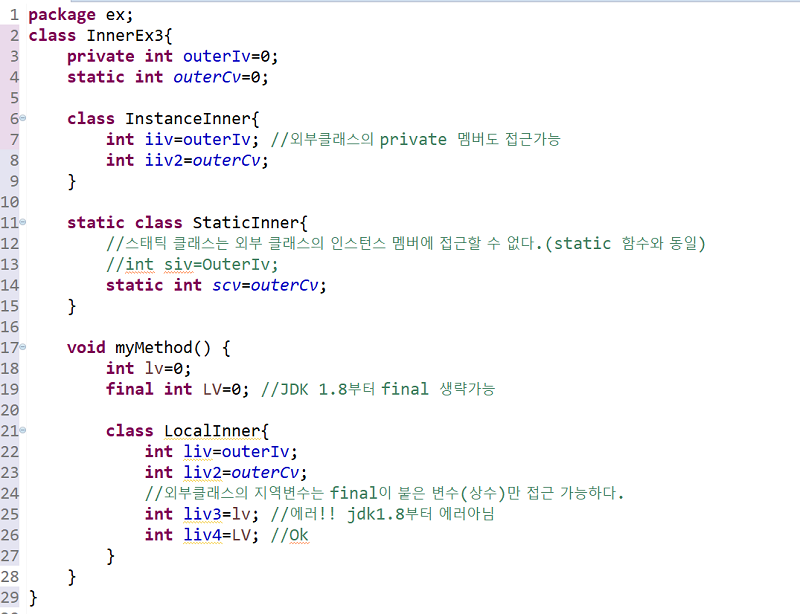 1 package ex;
2 class InnerEx3{
3 private int outerIv=0;
4 static int outerCv=0;
5
6 class InstanceInner{
7 int iiv=outerIv; //외부클래스의 private 멤버도 접근가능
8 int iiv2=outerCv;
9 }
10
11 static class StaticInner{
12 //스태틱 클래스는 외부 클래스의 인스턴스 멤버에 접근할 수 없다.(static 함수와 동일)
13 //int siv=OuterIv;
14 static int scv=outerCv;
15 }
16
17 void myMethod() {
18 int lv=0;
19 final int LV=0; //JDK 1.8부터 final 생략가능
20
21 class LocalInner{
22 int liv=outerIv;
23 int liv2=outerCv;
24 //외부클래스의 지역변수는 final이 붙은 변수(상수)만 접근 가능하다.
25 int liv3=lv; //에러!! jdk1.8부터 에러아님
26 int liv4=LV; //Ok
27 }
28 }
29 }